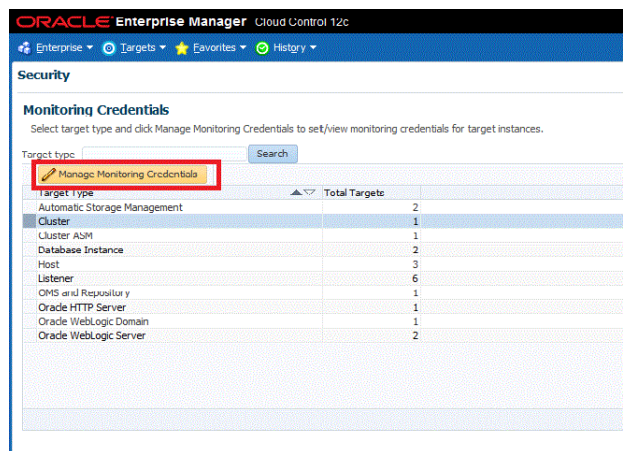 ORACLE Enterprise Manager Cloud Control 12c
Enterprise Targets Favorites History
Security
Monitoring Credentials
Select target type and click Manage Monitoring Credentials to set/view monitoring credentials for target instances.
Target type Search
Manage Monitoring Credentials
Target Type Total Targets
Automatic Storage Management 2
Cluster 1
Cluster ASM 1
Database Instance 2
Host 3
Listener 6
OMS and Repository 1
Oracle HTTP Server 1
Oracle WebLogic Domain 1
Oracle WebLogic Server 2